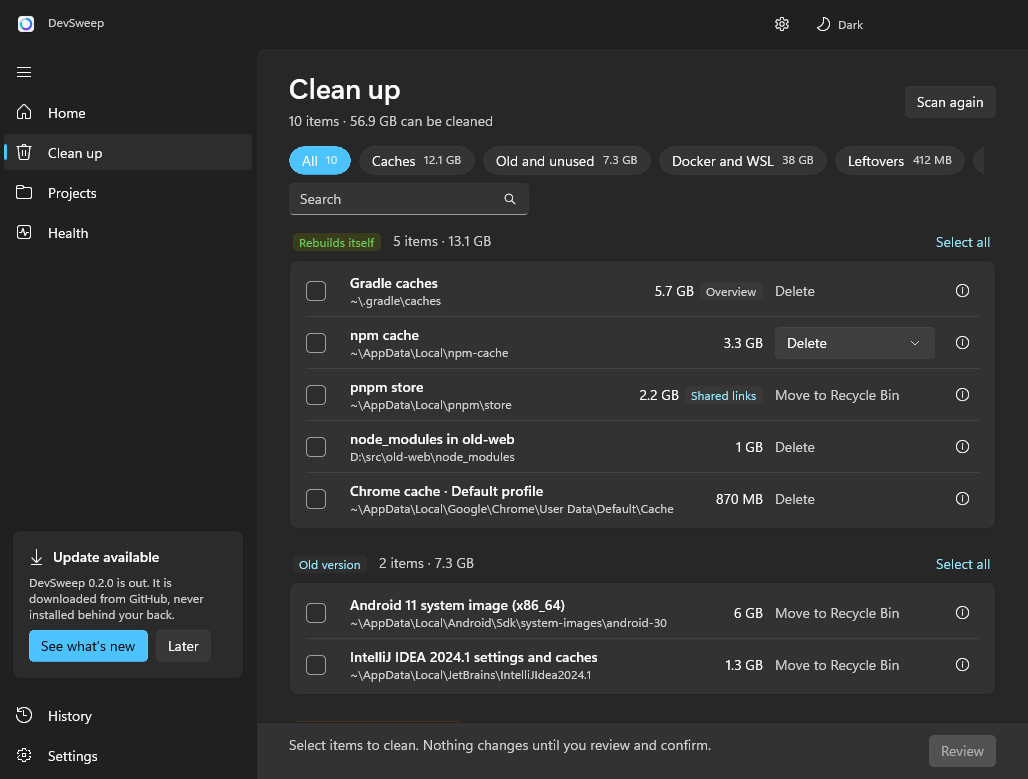 DevSweep
Dark
Home
Clean up
Projects
Health
Update available
DevSweep 0.2.0 is out. It is
downloaded from GitHub, never
installed behind your back.
See what's new
Later
History
Settings
Clean up
10 items · 56.9 GB can be cleaned
Scan again
All 10
Caches 12.1 GB
Old and unused 7.3 GB
Docker and WSL 38 GB
Leftovers 412 MB
Search
Rebuilds itself
5 items · 13.1 GB
Select all
Gradle caches
~\.gradle\caches
5.7 GB
Overview
Delete
npm cache
~\AppData\Local\npm-cache
3.3 GB
Delete
pnpm store
~\AppData\Local\pnpm\store
2.2 GB
Shared links
Move to Recycle Bin
node_modules in old-web
D:\src\old-web\node_modules
1 GB
Delete
Chrome cache · Default profile
~\AppData\Local\Google\Chrome\User Data\Default\Cache
870 MB
Delete
Old version
2 items · 7.3 GB
Select all
Android 11 system image (x86_64)
~\AppData\Local\Android\Sdk\system-images\android-30
6 GB
Move to Recycle Bin
IntelliJ IDEA 2024.1 settings and caches
~\AppData\Local\JetBrains\IntelliJIdea2024.1
1.3 GB
Move to Recycle Bin
Select items to clean. Nothing changes until you review and confirm.
Review